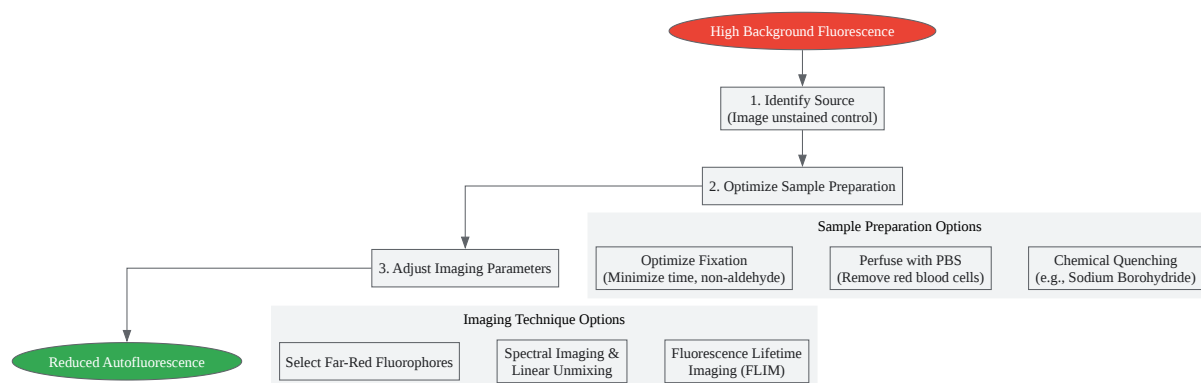 High Background Fluorescence
1. Identify Source
(Image unstained control)
2. Optimize Sample Preparation
Sample Preparation Options
Optimize Fixation
(Minimize time, non-aldehyde)
Perfuse with PBS
(Remove red blood cells)
Chemical Quenching
(e.g., Sodium Borohydride)
3. Adjust Imaging Parameters
Imaging Technique Options
Select Far-Red Fluorophores
Spectral Imaging &
Linear Unmixing
Fluorescence Lifetime
Imaging (FLIM)
Reduced Autofluorescence